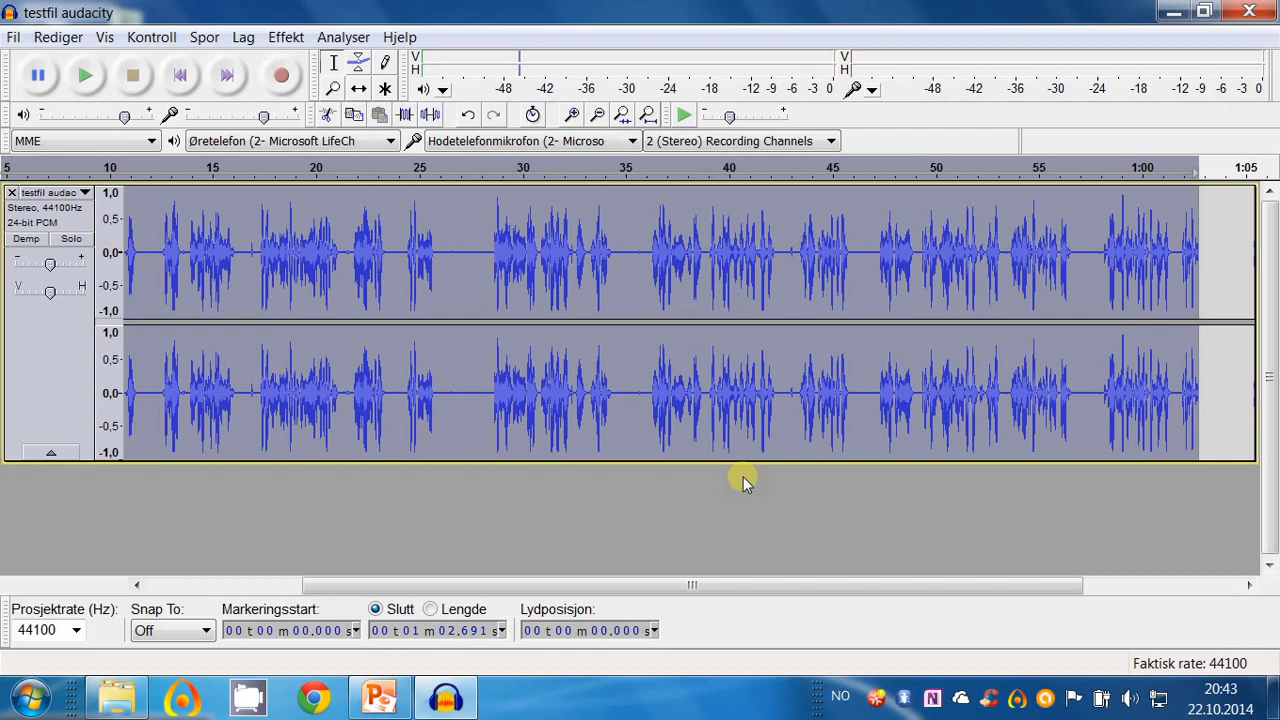 testfil audacity
Fil Rediger Vis Kontroll Spor Lag Effekt Analyser Hjelp
V
H
-48 -36 -30 -24 -18 -12 -6 -3 0
V
H
-48 -36 -30 -24 -18 -12 -6 -3 0
MME Øretelefon (2- Microsoft LifeCh Hodetelefonmikrofon (2- Microso 2 (Stereo) Recording Channels
5 10 15 20 25 30 35 40 45 50 55 1:00 1:05
testfil audac
Stereo, 44100Hz
24-bit PCM
Demp Solo
- +
V H
1,0
0,5-
0,0-
-0,5-
-1,0
1,0
0,5-
0,0-
-0,5-
-1,0
Prosjektrate (Hz): Snap To: Markeringsstart: Slutt Lengde Lydposisjon:
44100 Off 00 t 00 m 00.000 s 00 t 01 m 02.691 s 00 t 00 m 00.000 s
Faktisk rate: 44100
NO
20:43
22.10.2014